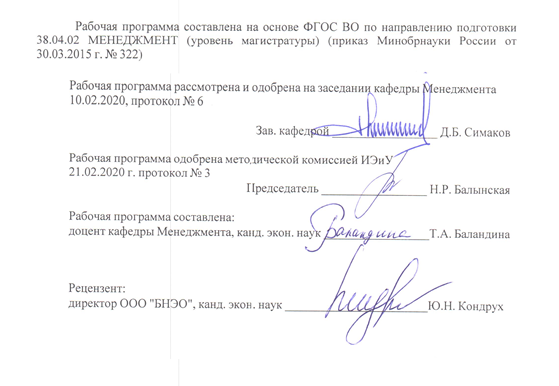 Рабочая программа составлена на основе ФГОС ВО по направлению подготовки
38.04.02 МЕНЕДЖМЕНТ (уровень магистратуры) (приказ Минобрнауки России от
30.03.2015 г. № 322)
Рабочая программа рассмотрена и одобрена на заседании кафедры Менеджмента
10.02.2020, протокол № 6
Зав. кафедрой Д.Б. Симаков
Рабочая программа одобрена методической комиссией ИЭиУ
21.02.2020 г. протокол № 3
Председатель Н.Р. Балынская
Рабочая программа составлена:
доцент кафедры Менеджмента, канд. экон. наук Баландина Т.А. Баландина
Рецензент:
директор ООО "БНЭО", канд. экон. наук Ю.Н. Кондрух